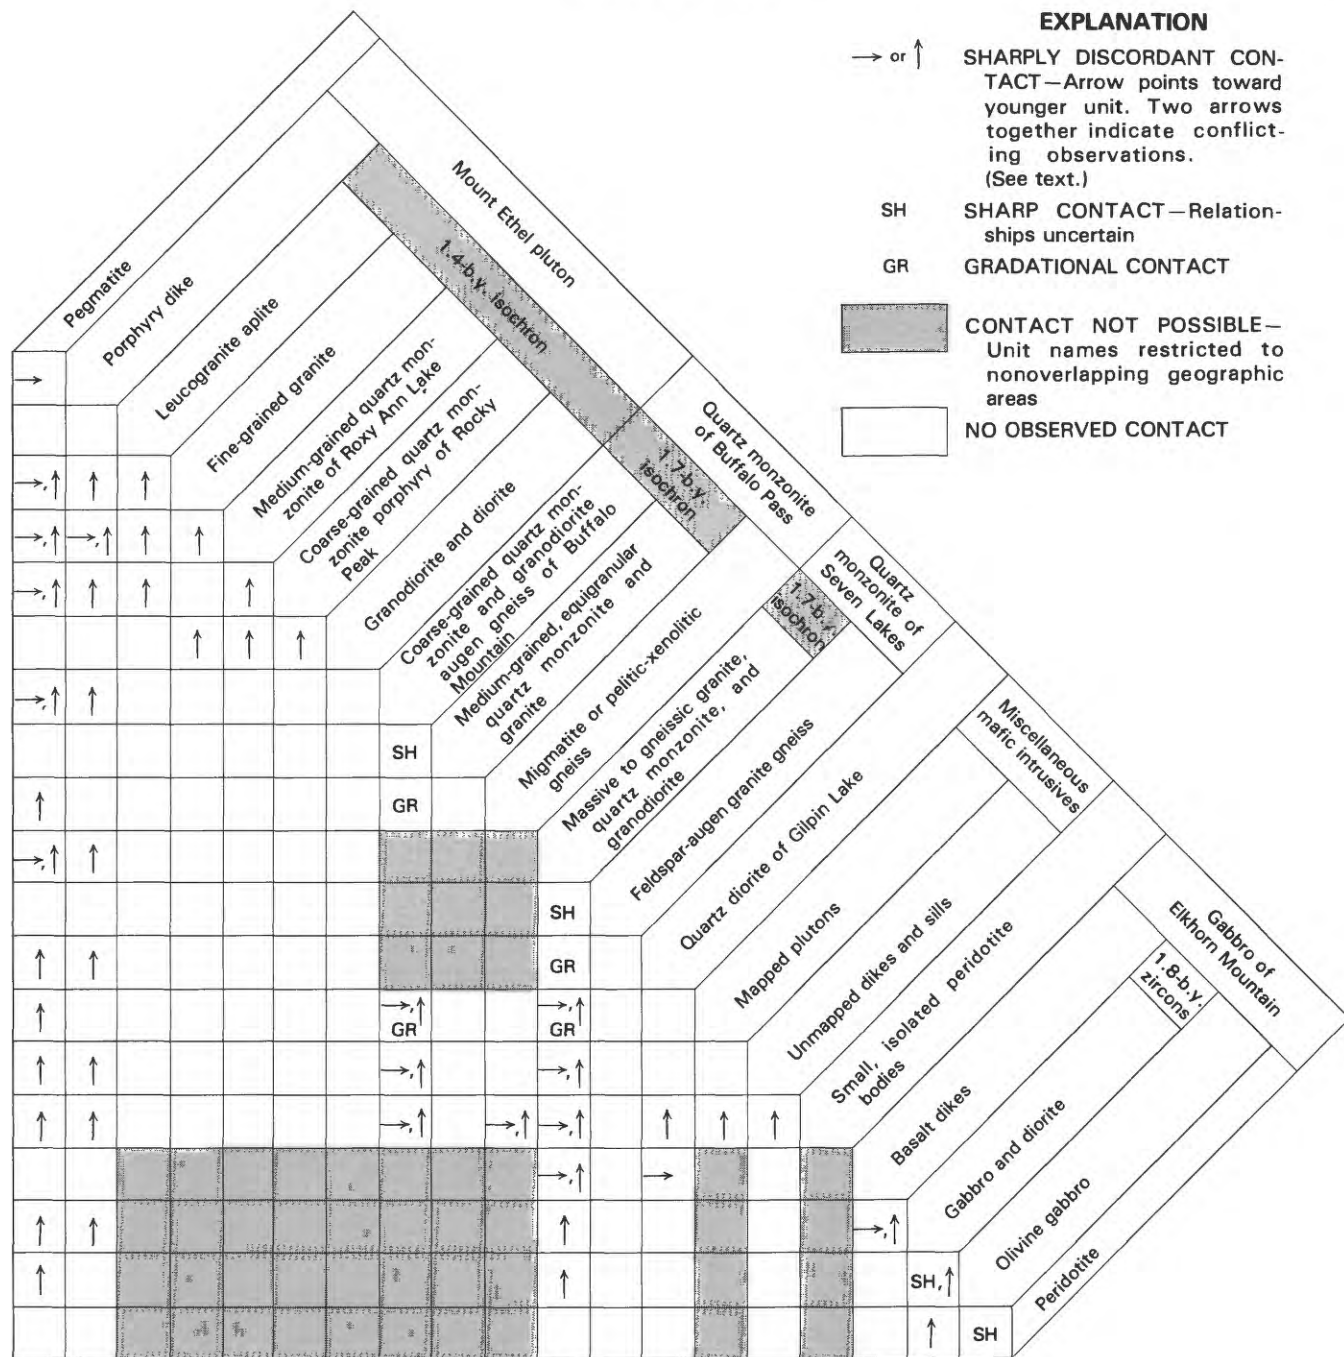 EXPLANATION
→ or ↑ SHARPLY DISCORDANT CON-
TACT—Arrow points toward
younger unit. Two arrows
together indicate conflict-
ing observations.
(See text.)
SH SHARP CONTACT—Relation-
ships uncertain
GR GRADATIONAL CONTACT
CONTACT NOT POSSIBLE—
Unit names restricted to
nonoverlapping geographic
areas
NO OBSERVED CONTACT
Pegmatite
Porphyry dike
Mount Ethel pluton
1.4-b.y. isochron
Leucogranite aplite
Fine-grained granite
Medium-grained quartz mon-
zonite of Roxy Ann Lake
Coarse-grained quartz mon-
zonite porphyry of Rocky
Peak
Granodiorite and diorite
Quartz monzonite
of Buffalo Pass
1.7-b.y.
isochron
Coarse-grained quartz mon-
zonite and granodiorite
augen gneiss of Buffalo
Mountain
Medium-grained, equigranular
quartz monzonite and
granite
Migmatite or pelitic-xenolitic
gneiss
Quartz
monzonite of
Seven Lakes
1.7-b.y.
isochron
Massive to gneissic granite,
quartz monzonite, and
granodiorite
Feldspar-augen granite gneiss
Quartz diorite of Gilpin Lake
Miscellaneous
mafic intrusives
Mapped plutons
Unmapped dikes and sills
Small, isolated peridotite
bodies
Gabbro of
Elkhorn Mountain
1.8-b.y.
zircons
Basalt dikes
Gabbro and diorite
Olivine gabbro
Peridotite
→
→,↑ ↑ ↑
→,↑ →,↑ ↑ ↑
→,↑ ↑ ↑ ↑
↑ ↑ ↑
→,↑ ↑
SH
↑ GR
→,↑ ↑
SH
↑ ↑ GR
↑ →,↑ GR →,↑ GR
↑ ↑ →,↑ →,↑
↑ ↑ →,↑ →,↑ →,↑ ↑ ↑ ↑
→,↑ →
↑ ↑ ↑ →,↑
↑ ↑ SH,↑
↑ SH